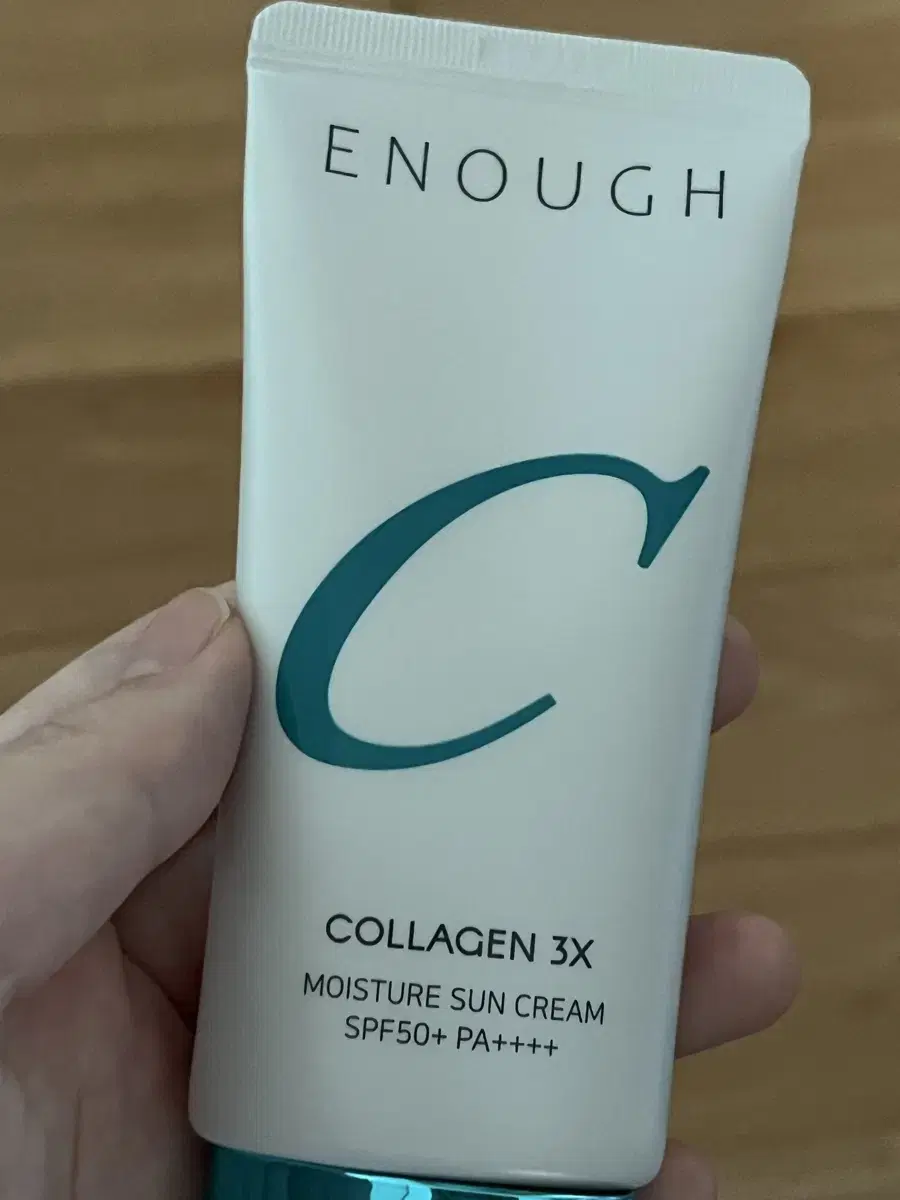 ENOUGH
C
COLLAGEN 3X
MOISTURE SUN CREAM
SPF50+ PA++++